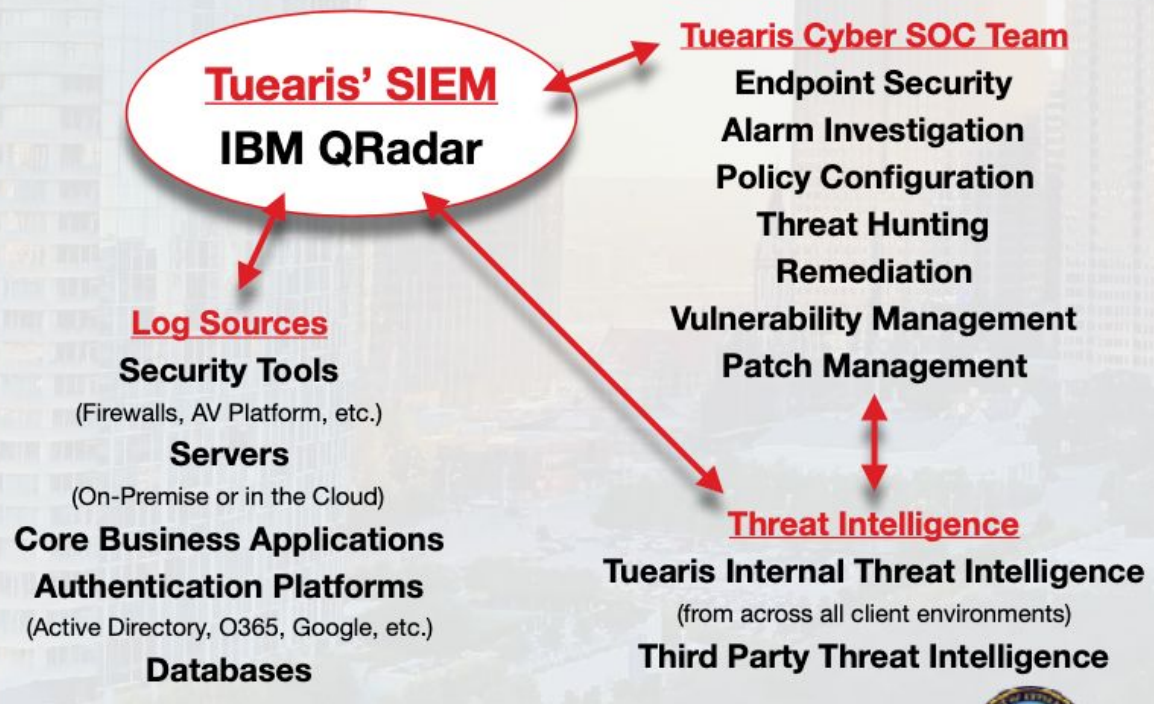 Tuearis' SIEM
IBM QRadar
Tuearis Cyber SOC Team
Endpoint Security
Alarm Investigation
Policy Configuration
Threat Hunting
Remediation
Vulnerability Management
Patch Management
Log Sources
Security Tools
(Firewalls, AV Platform, etc.)
Servers
(On-Premise or in the Cloud)
Core Business Applications
Authentication Platforms
(Active Directory, O365, Google, etc.)
Databases
Threat Intelligence
Tuearis Internal Threat Intelligence
(from across all client environments)
Third Party Threat Intelligence